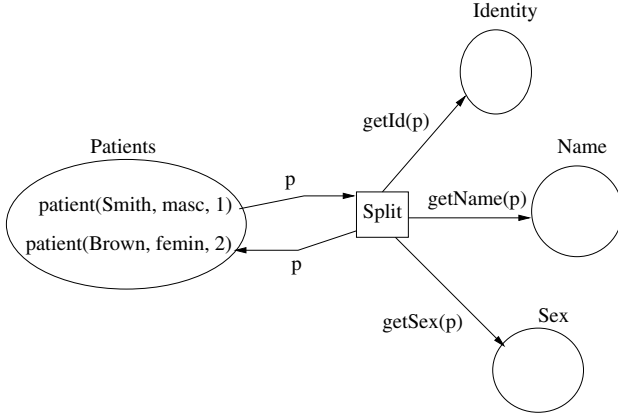 Identity
getId(p)
Patients
Name
p
patient(Smith, masc, 1)
getName(p)
Split
patient(Brown, femin, 2)
p
Sex
getSex(p)